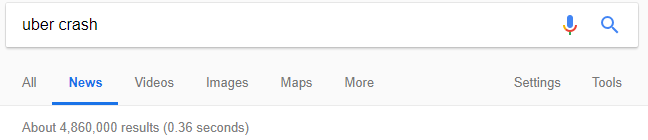 uber crash
All News Videos Images Maps More Settings Tools
About 4,860,000 results (0.36 seconds)